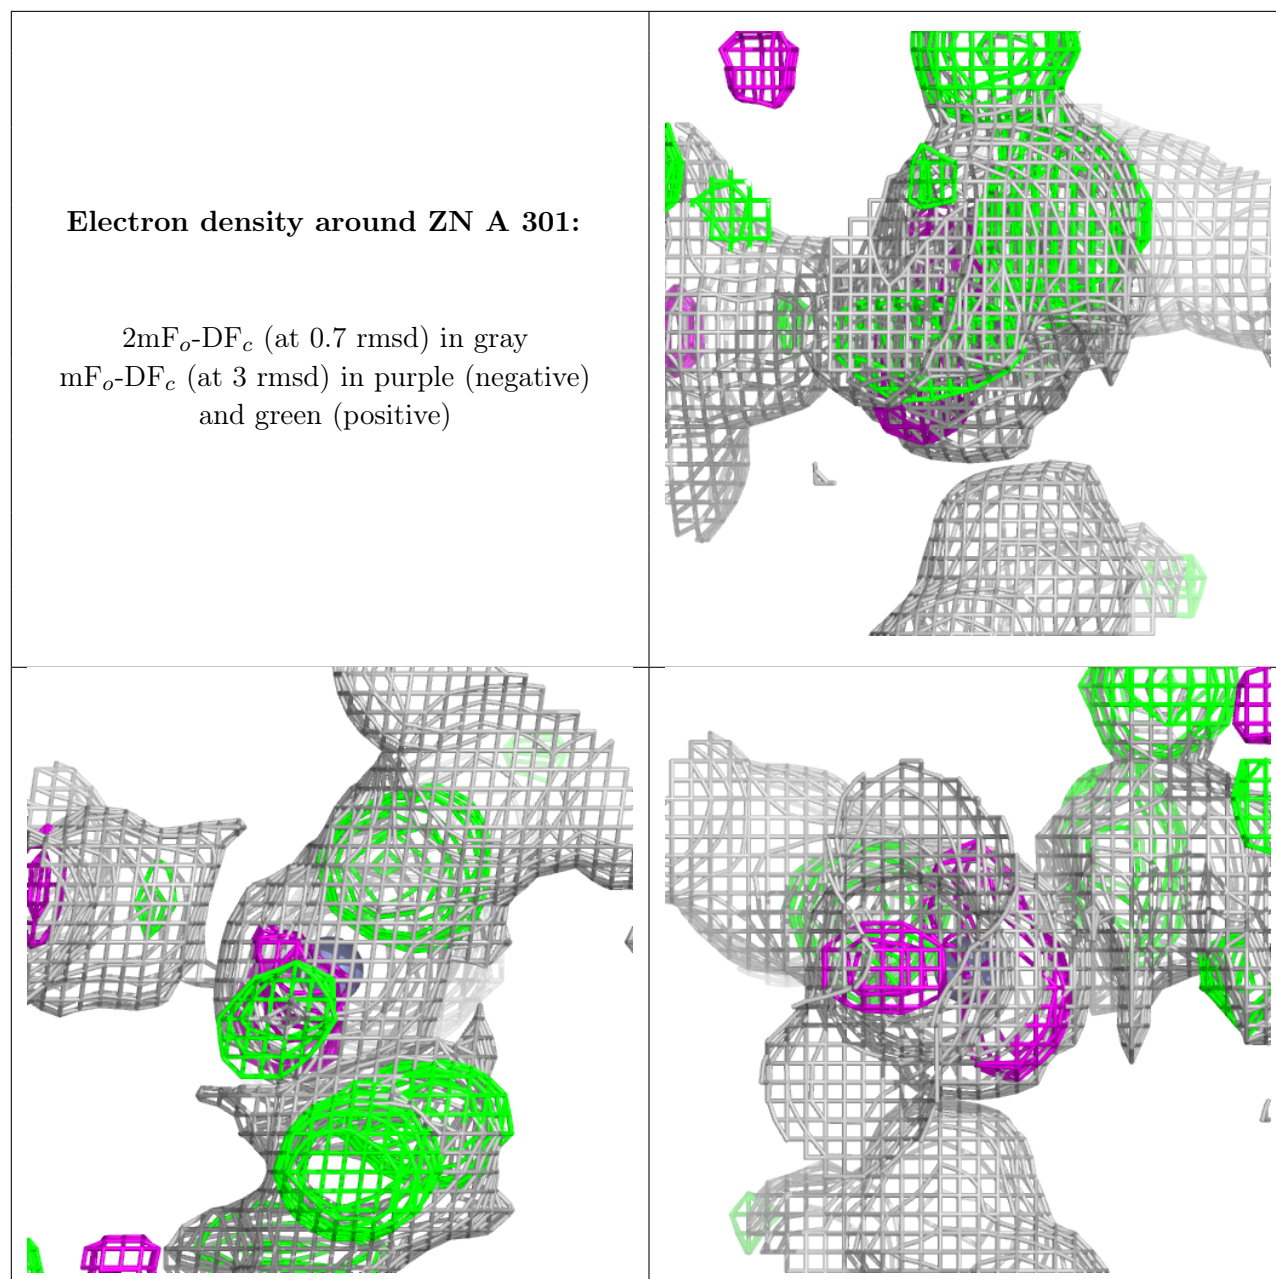 Electron density around ZN A 301:
2mFo-DFc (at 0.7 rmsd) in gray
mFo-DFc (at 3 rmsd) in purple (negative)
and green (positive)